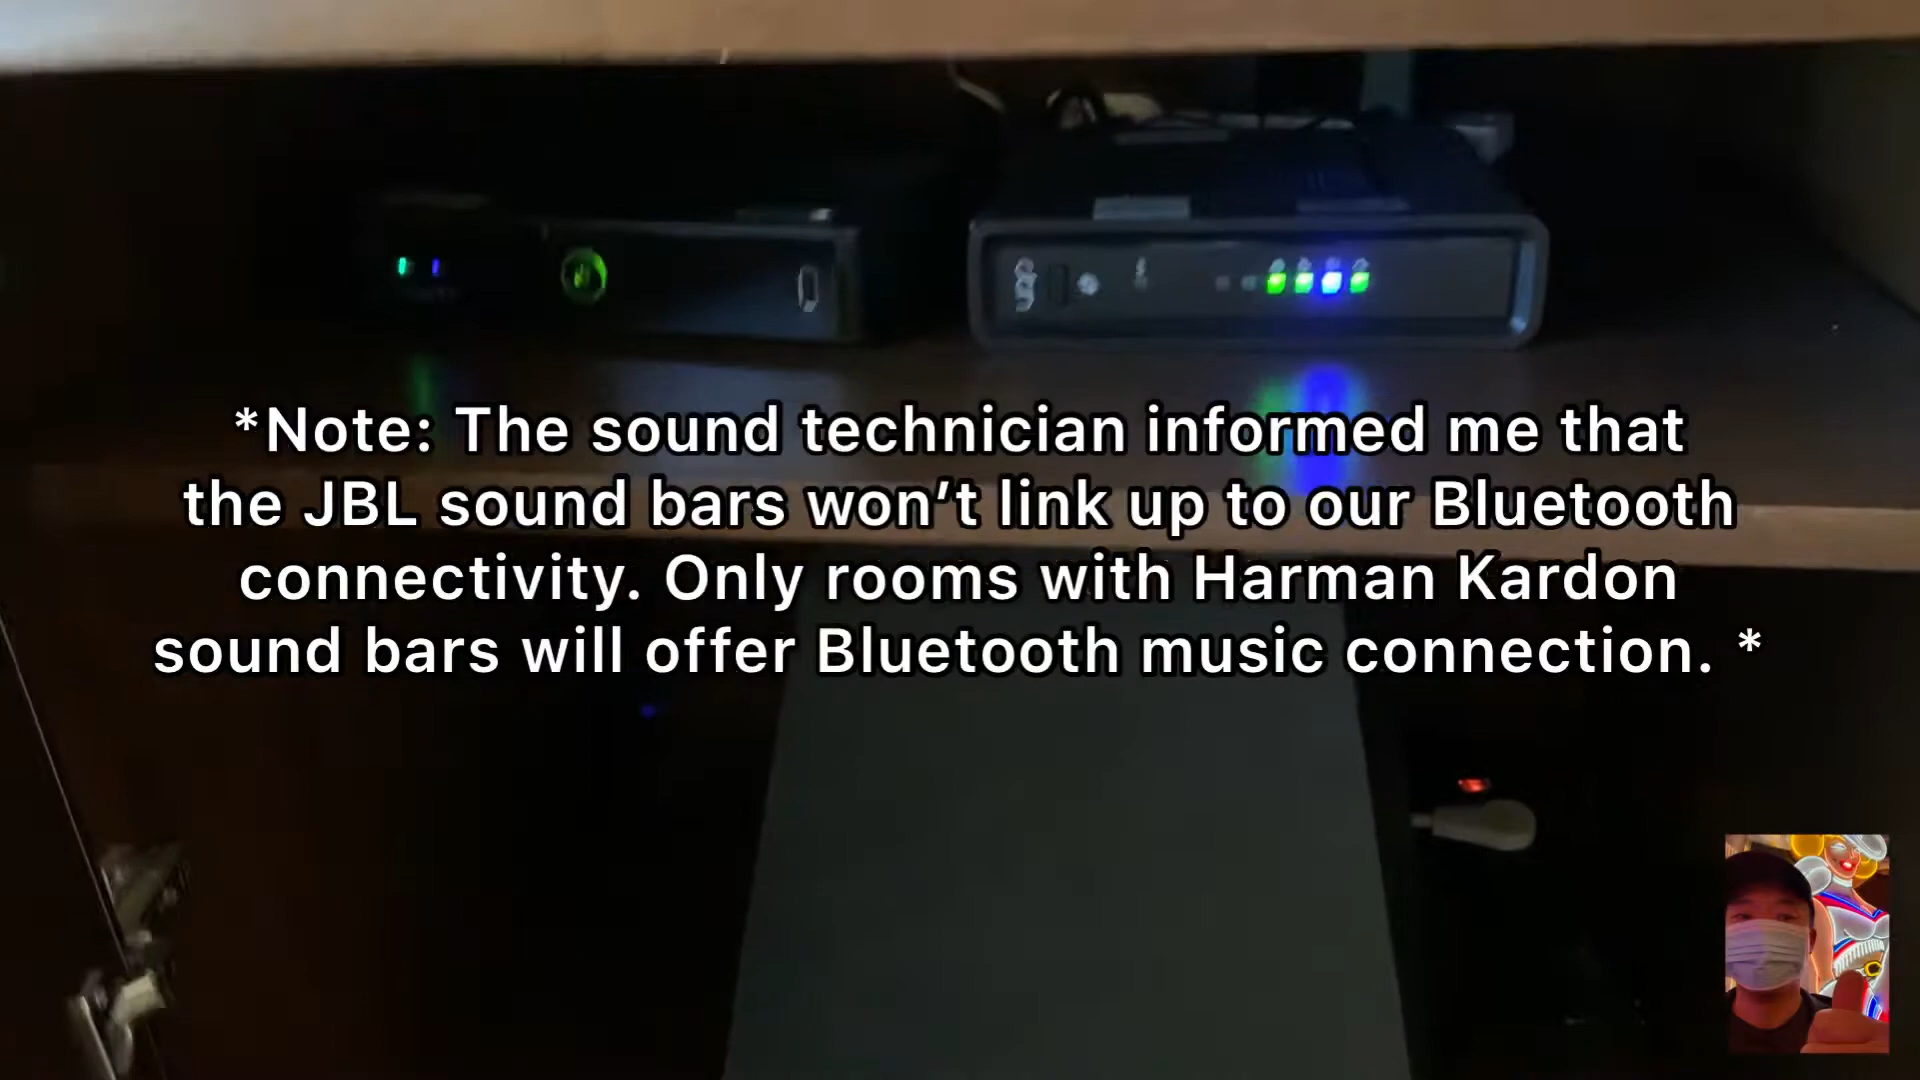 *Note: The sound technician informed me that
the JBL sound bars won’t link up to our Bluetooth
connectivity. Only rooms with Harman Kardon
sound bars will offer Bluetooth music connection. *